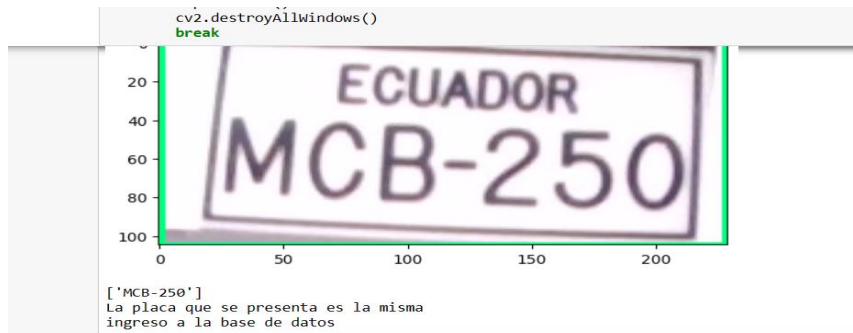 cv2.destroyAllWindows()
break
20
40
60
80
100
ECUADOR
MCB-250
0
50
100
150
200
['MCB-250']
La placa que se presenta es la misma
ingreso a la base de datos